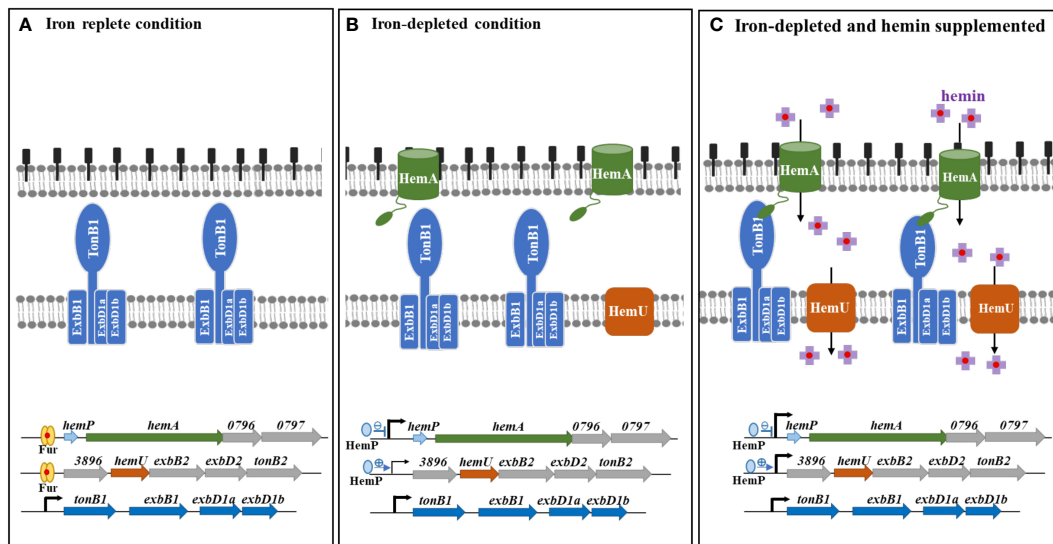 A Iron replete condition
TonB1
TonB1
ExbB1
ExbD1a
ExbD1b
ExbB1
ExbD1a
ExbD1b
hemP
hemA
0796
0797
Fur
3896
hemU
exbB2
exbD2
tonB2
Fur
tonB1
exbB1
exbD1a
exbD1b
B Iron-depleted condition
HemA
HemA
TonB1
TonB1
ExbB1
ExbD1a
ExbD1b
ExbB1
ExbD1a
ExbD1b
HemU
hemP
hemA
0796
0797
HemP
3896
hemU
exbB2
exbD2
tonB2
HemP
tonB1
exbB1
exbD1a
exbD1b
C Iron-depleted and hemin supplemented
hemin
HemA
HemA
TonB1
TonB1
ExbB1
ExbD1a
ExbD1b
HemU
ExbB1
ExbD1a
ExbD1b
HemU
hemP
hemA
0796
0797
HemP
3896
hemU
exbB2
exbD2
tonB2
HemP
tonB1
exbB1
exbD1a
exbD1b